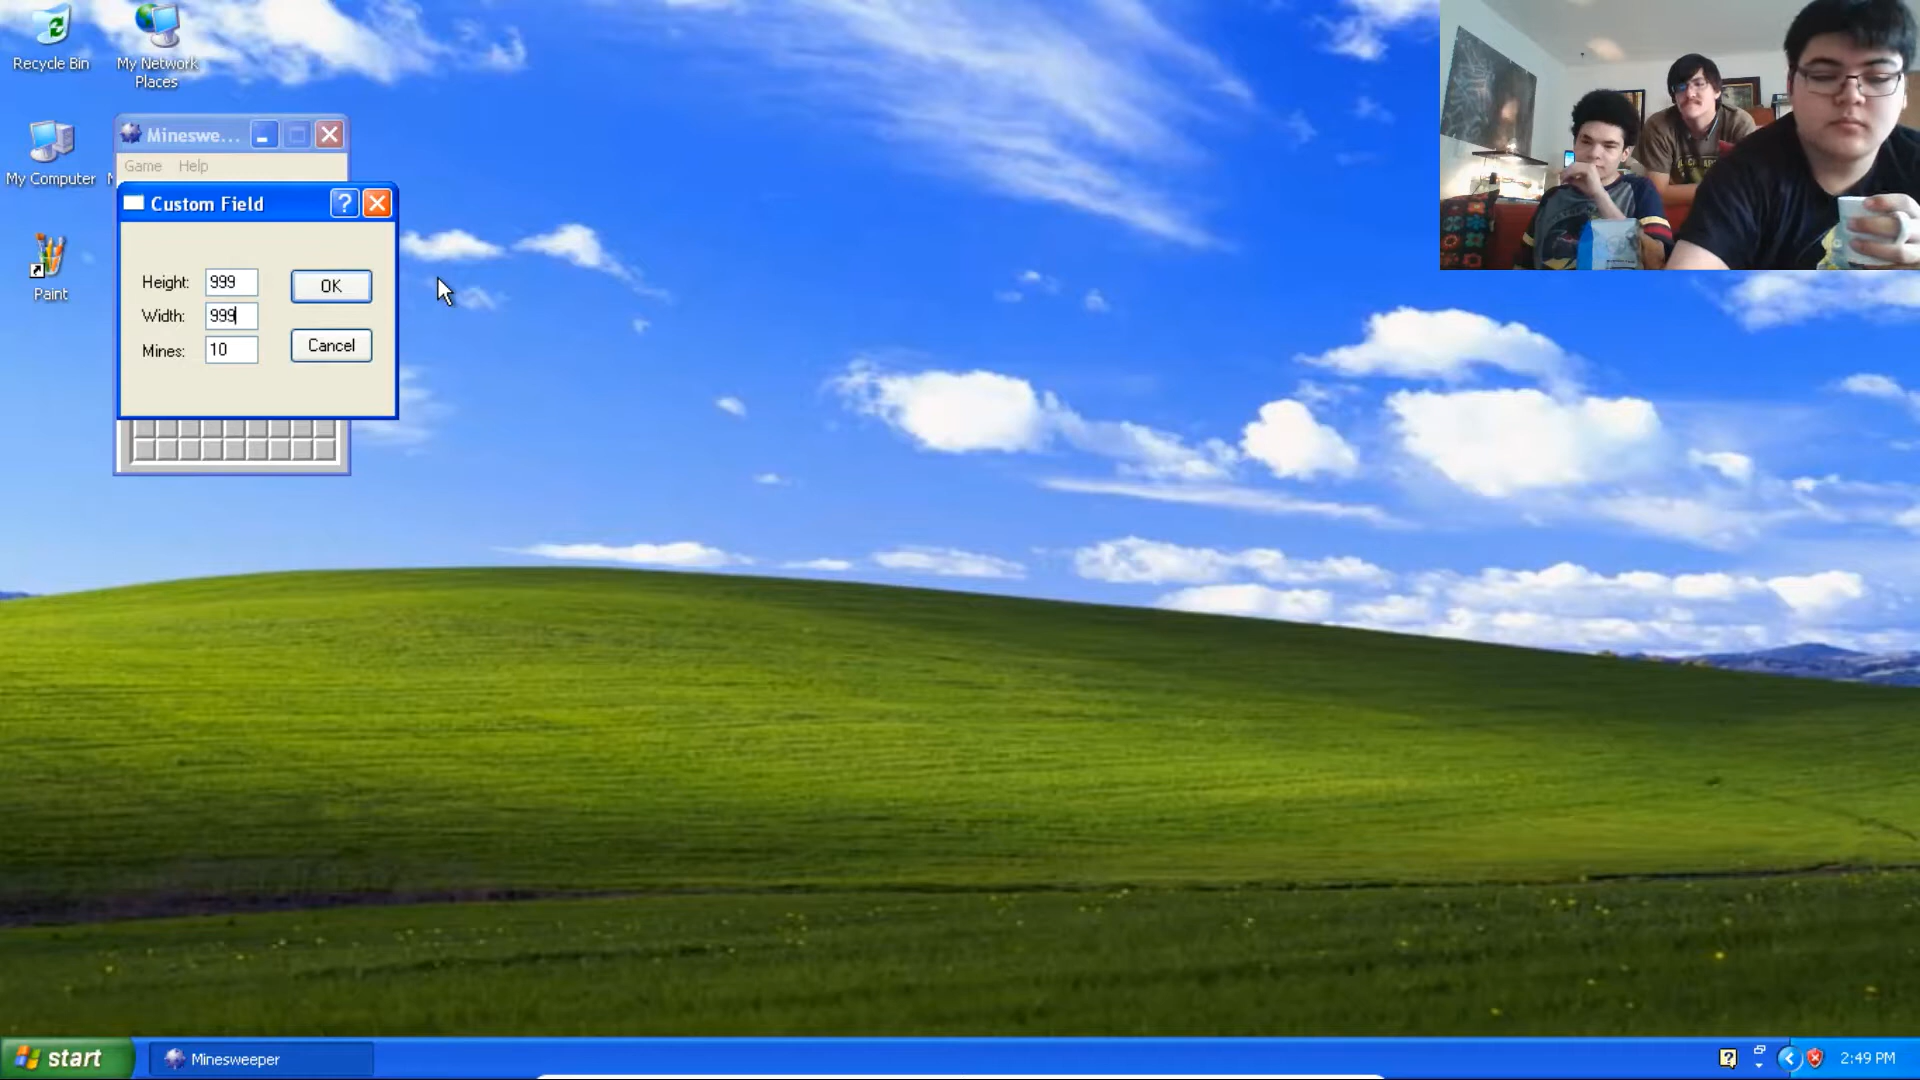 Recycle Bin
My Network
Places
My Computer
Paint
Mineswe...
Game Help
Custom Field
Height: 999
OK
Width: 999
Mines: 10
Cancel
start
Minesweeper
2:49 PM